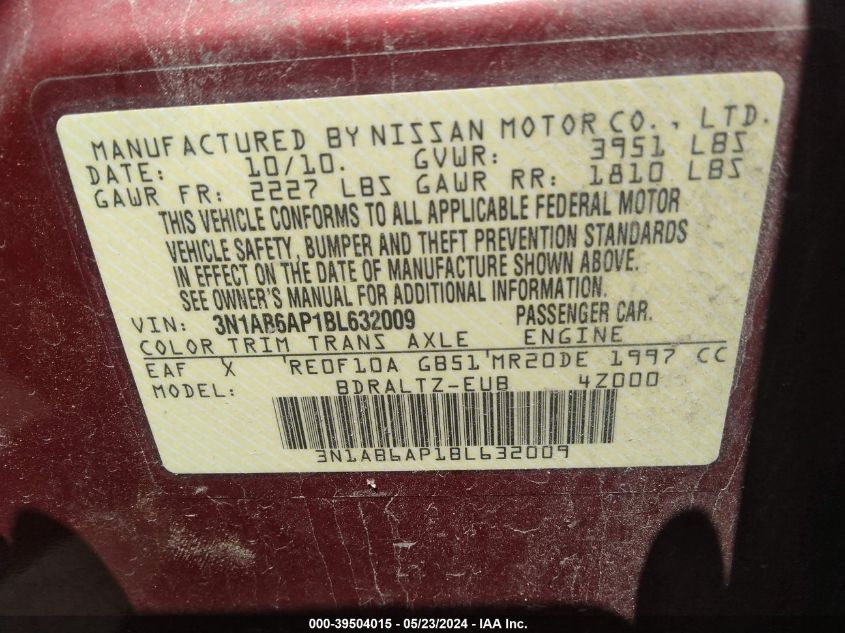 MANUFACTURED BY NISSAN MOTOR CO., LTD.
DATE: 10/10. GVWR: 3951 LBS
GAWR FR: 2227 LBS GAWR RR: 1810 LBS
THIS VEHICLE CONFORMS TO ALL APPLICABLE FEDERAL MOTOR
VEHICLE SAFETY, BUMPER AND THEFT PREVENTION STANDARDS
IN EFFECT ON THE DATE OF MANUFACTURE SHOWN ABOVE.
SEE OWNER'S MANUAL FOR ADDITIONAL INFORMATION.
VIN: 3N1AB6AP1BL632009 PASSENGER CAR.
COLOR TRIM TRANS AXLE ENGINE
EAF X 'RE0F10A GB51'MR20DE 1997 CC
MODEL: BDRALTZ-EUB 4Z000
3N1AB6AP1BL632009
000-39504015 - 05/23/2024 - IAA Inc.